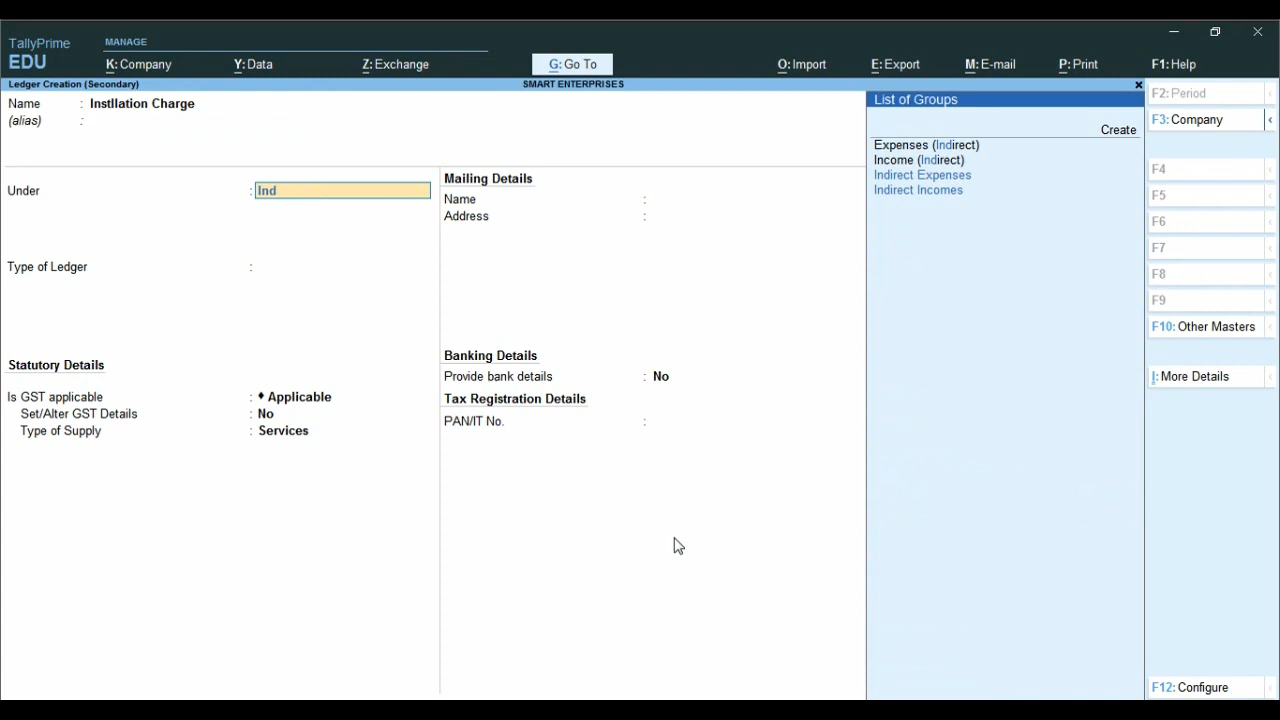 TallyPrime
EDU
MANAGE
K: Company
Y: Data
Z: Exchange
G: Go To
O: Import
E: Export
M: E-mail
P: Print
F1: Help
Ledger Creation (Secondary)
SMART ENTERPRISES
x
Name : Instllation Charge
(alias) :
Under : Ind
Type of Ledger :
Statutory Details
Is GST applicable : ♦ Applicable
Set/Alter GST Details : No
Type of Supply : Services
Mailing Details
Name :
Address :
Banking Details
Provide bank details : No
Tax Registration Details
PAN/IT No. :
List of Groups
Create
Expenses (Indirect)
Income (Indirect)
Indirect Expenses
Indirect Incomes
F2: Period
F3: Company
F4
F5
F6
F7
F8
F9
F10: Other Masters
I: More Details
F12: Configure